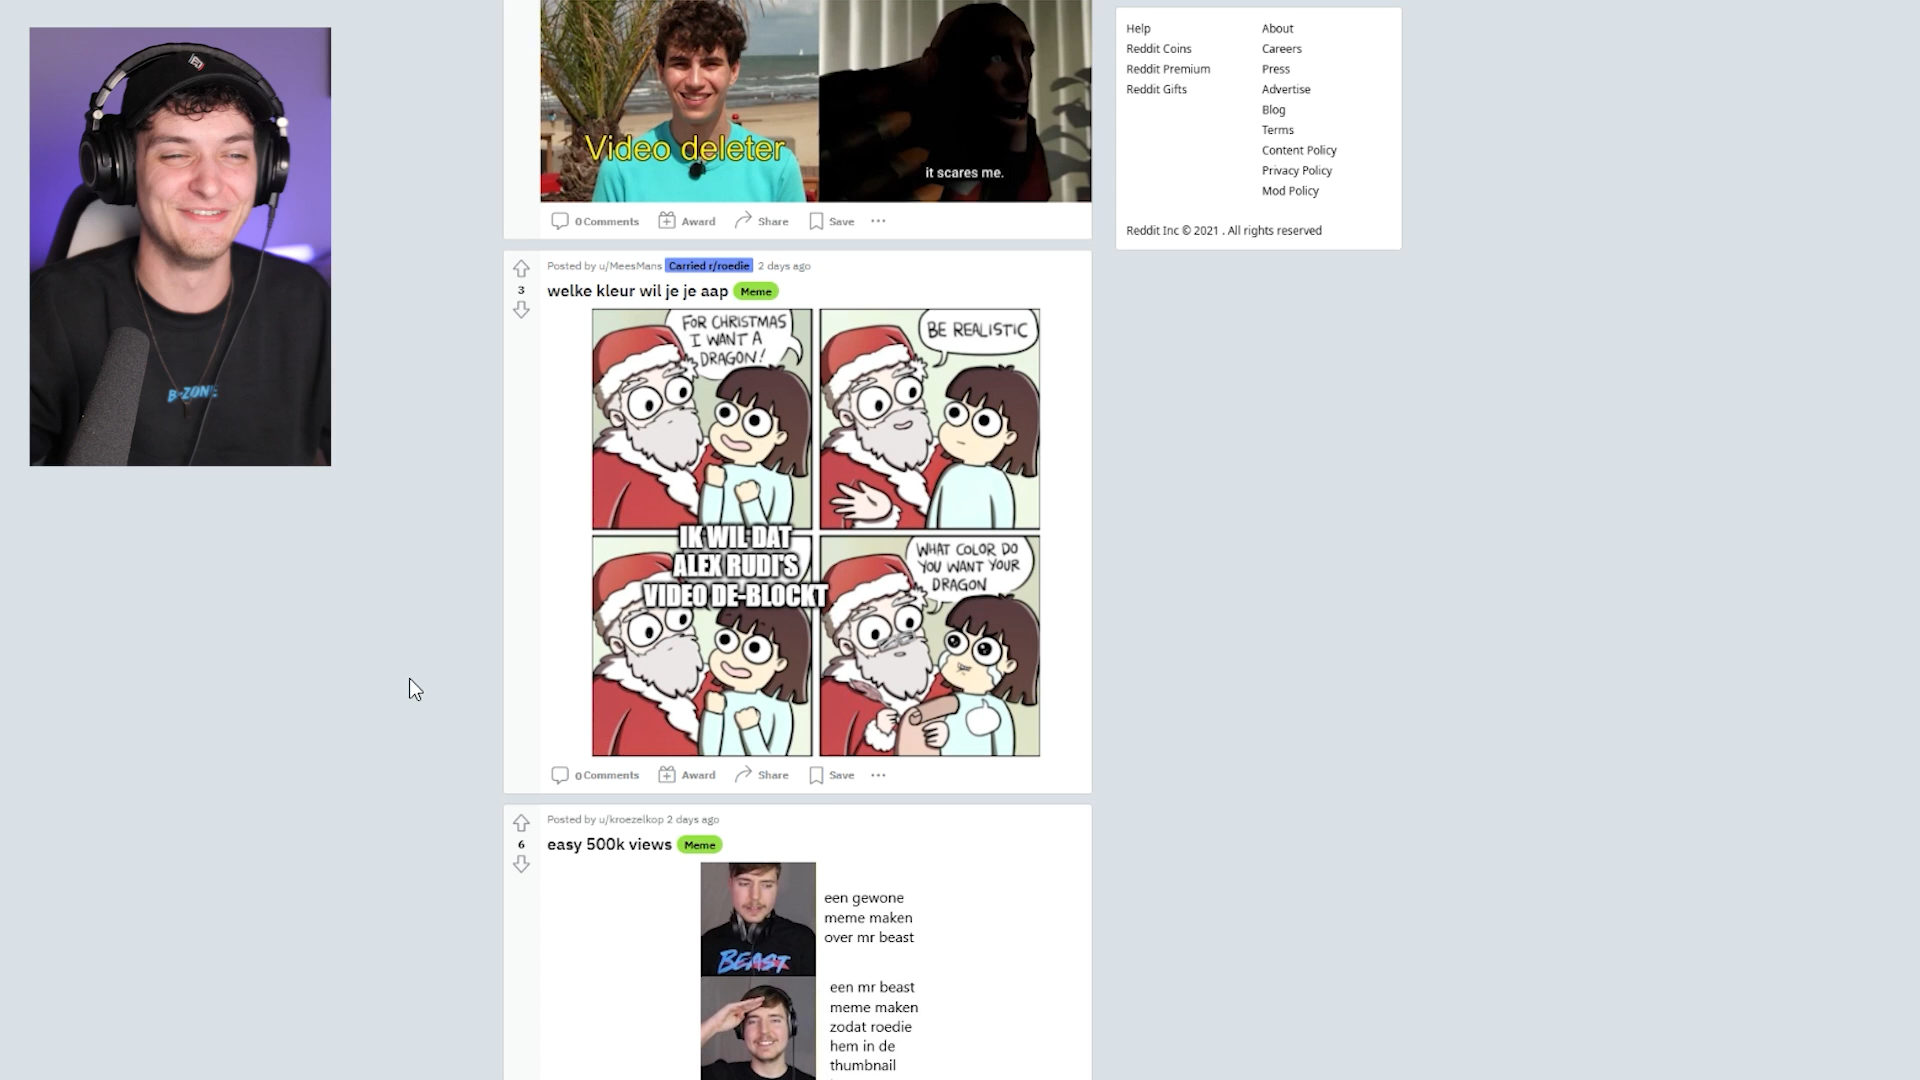 Video deleter
it scares me.
0 Comments
Award
Share
Save
Help
Reddit Coins
Reddit Premium
Reddit Gifts
About
Careers
Press
Advertise
Blog
Terms
Content Policy
Privacy Policy
Mod Policy
Reddit Inc © 2021 . All rights reserved
B-ZONE
3
Posted by u/MeesMans Carried r/roedie 2 days ago
welke kleur wil je je aap Meme
FOR CHRISTMAS
I WANT A
DRAGON!
BE REALISTIC
IK WIL DAT
ALEX RUDI'S
VIDEO DE-BLOCKT
WHAT COLOR DO
YOU WANT YOUR
DRAGON
0 Comments
Award
Share
Save
6
Posted by u/kroezelkop 2 days ago
easy 500k views Meme
een gewone
meme maken
over mr beast
BEAST
een mr beast
meme maken
zodat roedie
hem in de
thumbnail